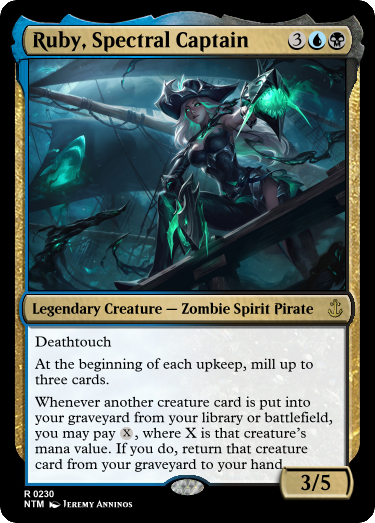 Ruby, Spectral Captain 3
Legendary Creature — Zombie Spirit Pirate
Deathtouch
At the beginning of each upkeep, mill up to
three cards.
Whenever another creature card is put into
your graveyard from your library or battlefield,
you may pay X, where X is that creature's
mana value. If you do, return that creature
card from your graveyard to your hand.
3/5
R 0230
NTM Jeremy Anninos